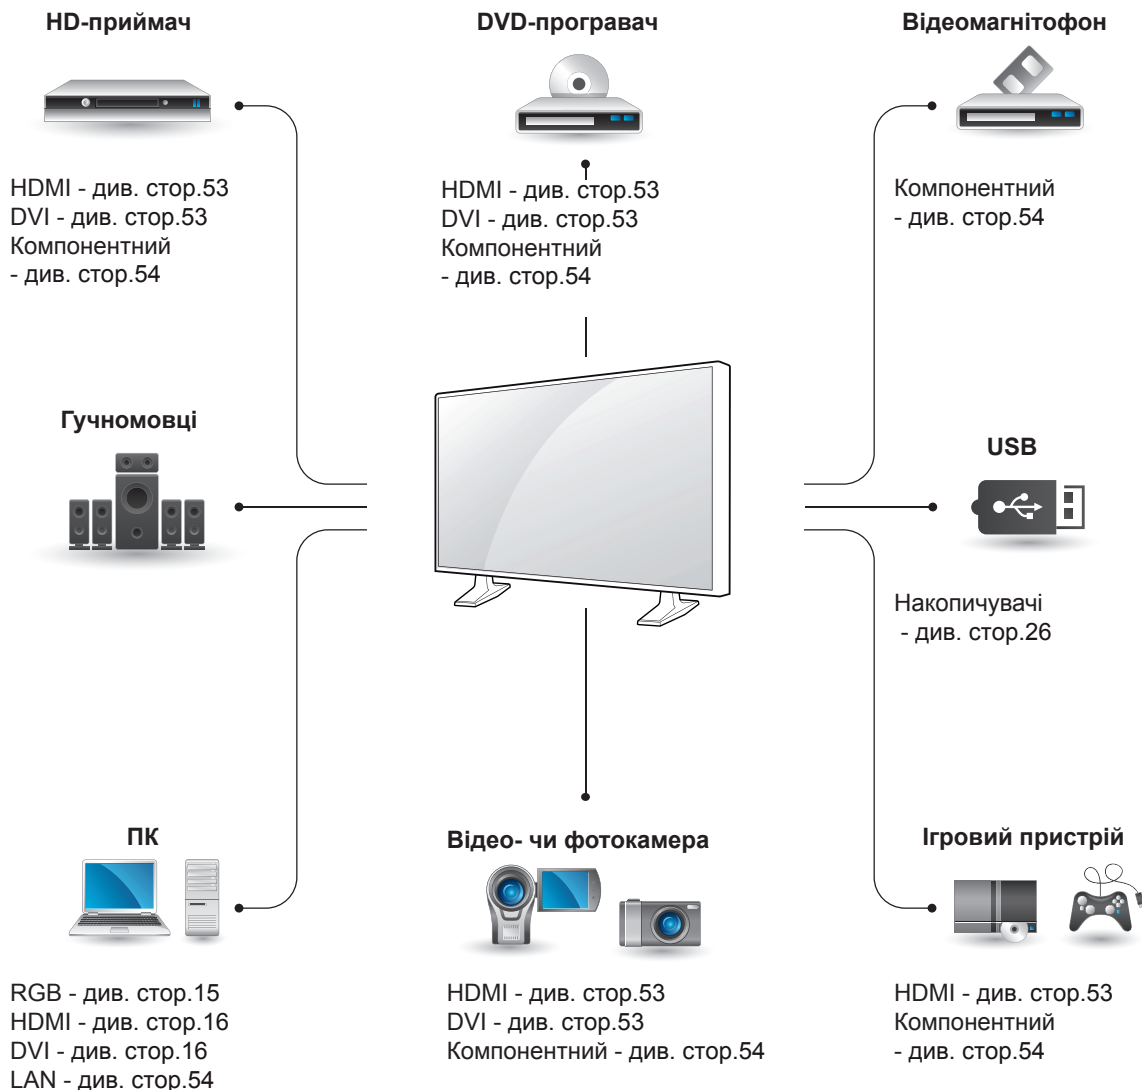 HD-приймач
HDMI - див. стор.53
DVI - див. стор.53
Компонентний
- див. стор.54
DVD-програвач
HDMI - див. стор.53
DVI - див. стор.53
Компонентний
- див. стор.54
Відеомагнітофон
Компонентний
- див. стор.54
Гучномовці
USB
Накопичувачі
- див. стор.26
ПК
RGB - див. стор.15
HDMI - див. стор.16
DVI - див. стор.16
LAN - див. стор.54
Відео- чи фотокамера
HDMI - див. стор.53
DVI - див. стор.53
Компонентний - див. стор.54
Ігровий пристрій
HDMI - див. стор.53
Компонентний
- див. стор.54